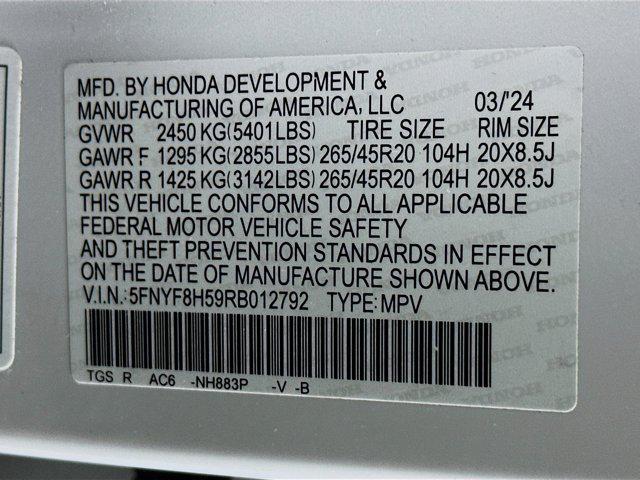 MFD. BY HONDA DEVELOPMENT &
MANUFACTURING OF AMERICA, LLC 03/'24
GVWR 2450 KG(5401LBS) TIRE SIZE RIM SIZE
GAWR F 1295 KG(2855LBS) 265/45R20 104H 20X8.5J
GAWR R 1425 KG(3142LBS) 265/45R20 104H 20X8.5J
THIS VEHICLE CONFORMS TO ALL APPLICABLE
FEDERAL MOTOR VEHICLE SAFETY
AND THEFT PREVENTION STANDARDS IN EFFECT
ON THE DATE OF MANUFACTURE SHOWN ABOVE.
V.I.N.:5FNYF8H59RB012792 TYPE:MPV
TGS R AC6 -NH883P -V -B